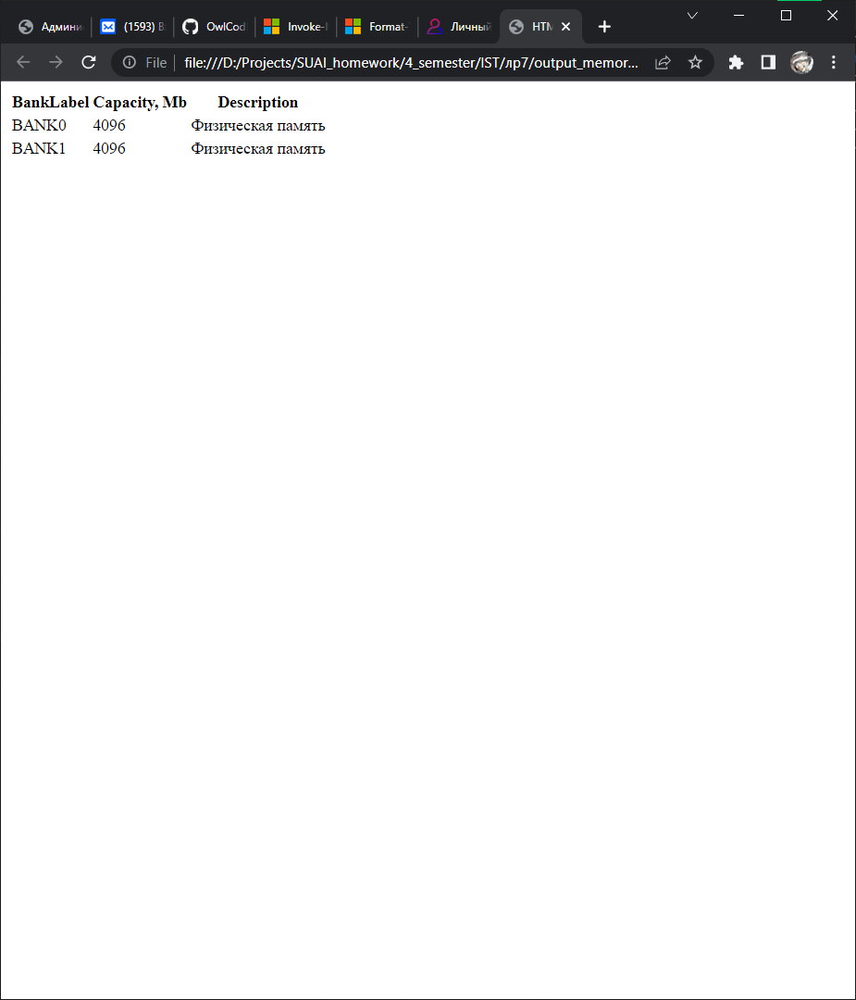 Админи (1593) В OwlCod Invoke- Format- Личный HTM
File file:///D:/Projects/SUAI_homework/4_semester/IST/лр7/output_memor...
BankLabel Capacity, Mb Description
BANK0 4096 Физическая память
BANK1 4096 Физическая память